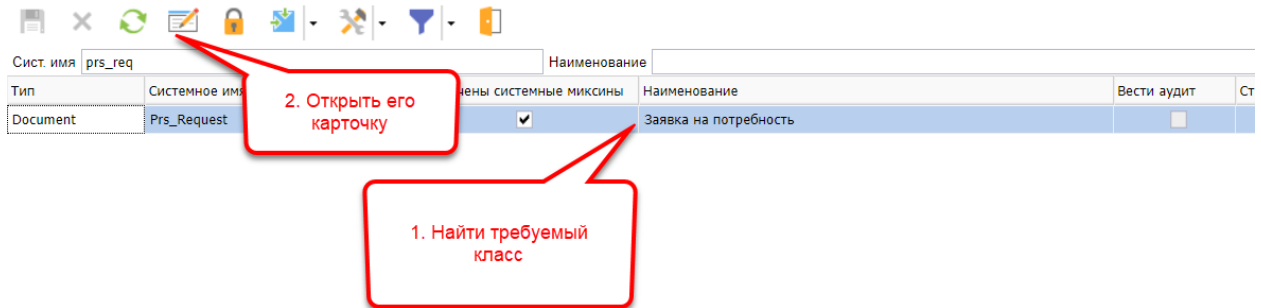 Сист. имя prs_req Наименование
Тип Системное имя чены системные миксины Наименование Вести аудит Ст
Document Prs_Request Заявка на потребность
2. Открыть его
карточку
1. Найти требуемый
класс